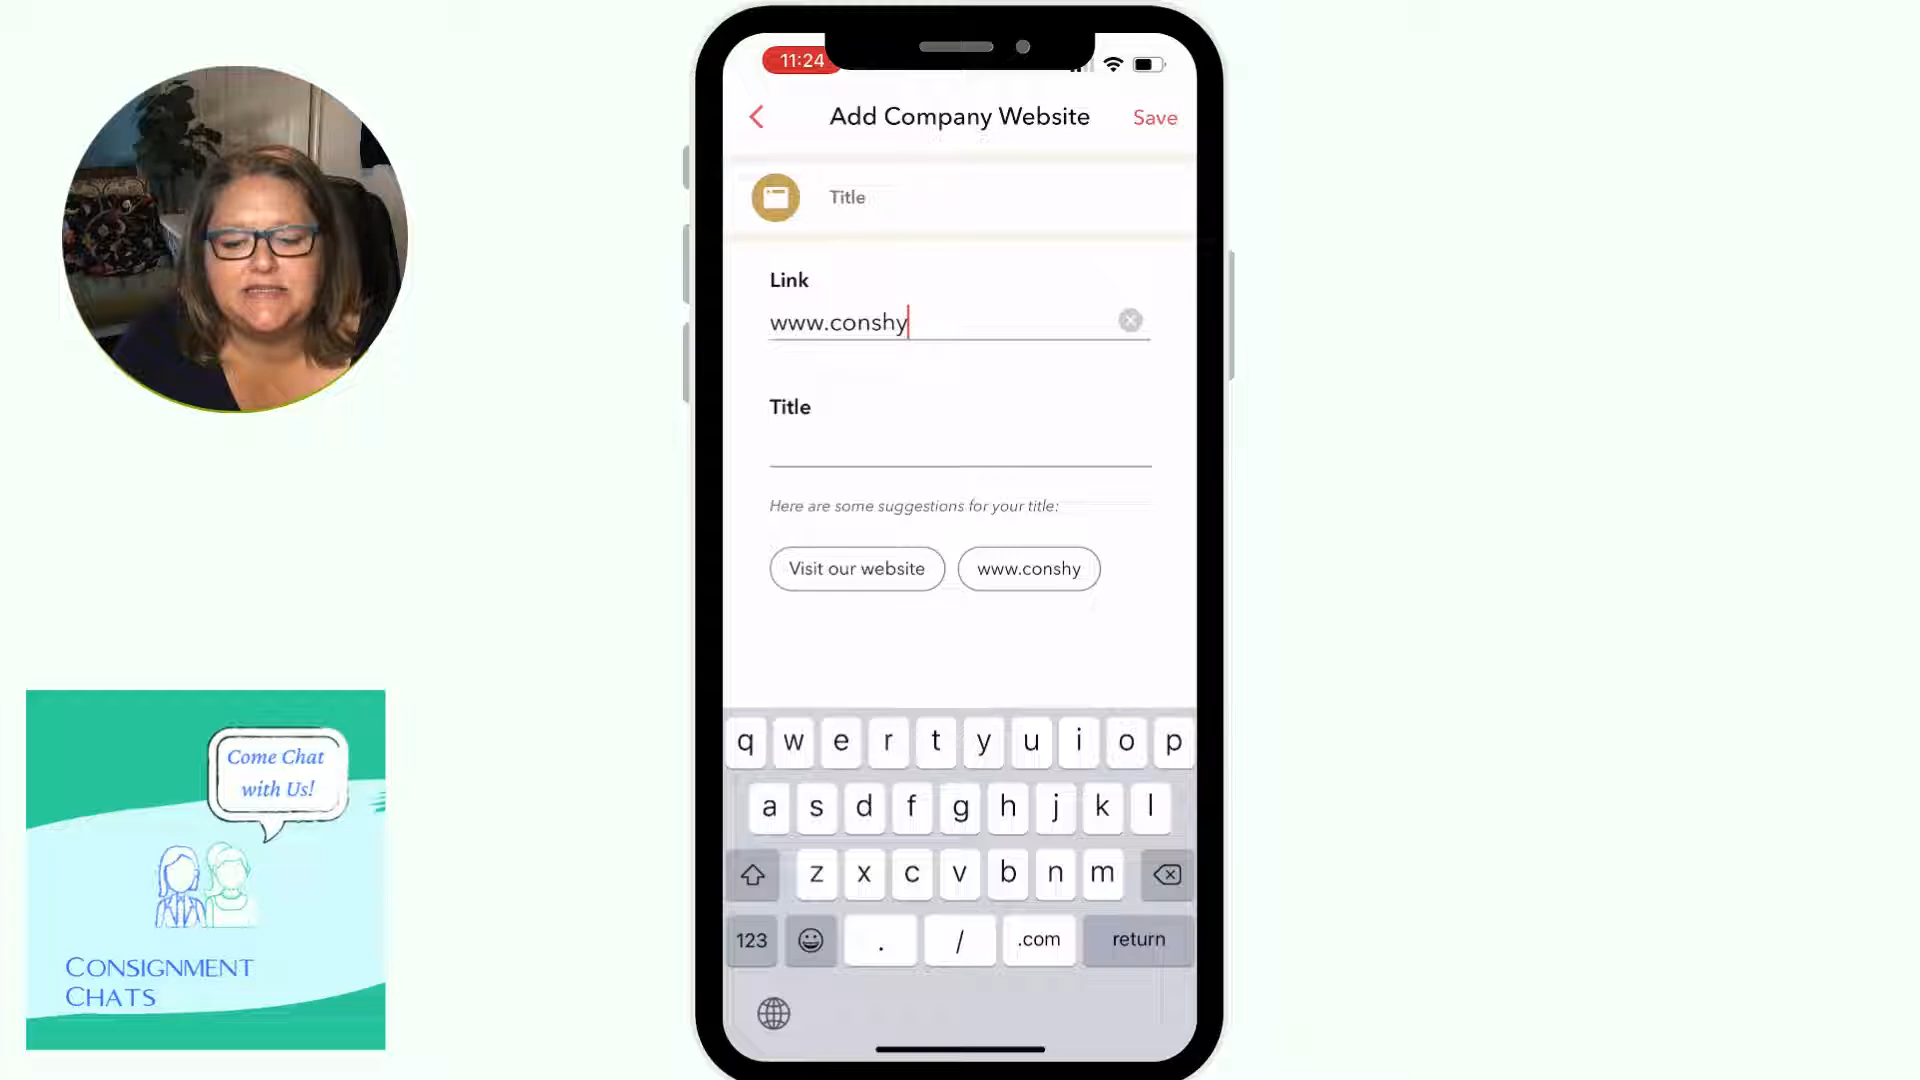 11:24
Add Company Website
Save
Title
Link
www.conshy
Title
Here are some suggestions for your title:
Visit our website
www.conshy
q w e r t y u i o p
a s d f g h j k l
z x c v b n m
123 . / .com return
Come Chat
with Us!
CONSIGNMENT
CHATS